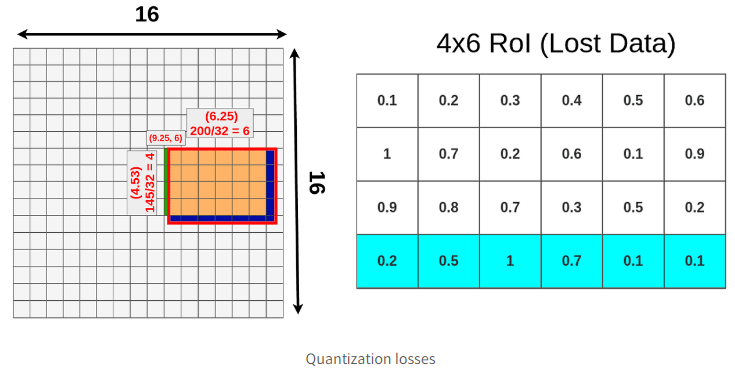 16
4x6 RoI (Lost Data)
(6.25)
200/32 = 6
(9.25, 6)
(4.53)
145/32 = 4
16
0.1 0.2 0.3 0.4 0.5 0.6
1 0.7 0.2 0.6 0.1 0.9
0.9 0.8 0.7 0.3 0.5 0.2
0.2 0.5 1 0.7 0.1 0.1
Quantization losses